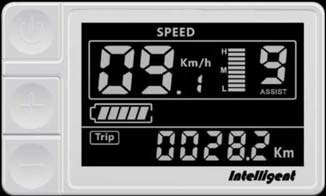 SPEED
09.1 Km/h H M L 9
ASSIST
Trip 0028.2 Km
Intelligent